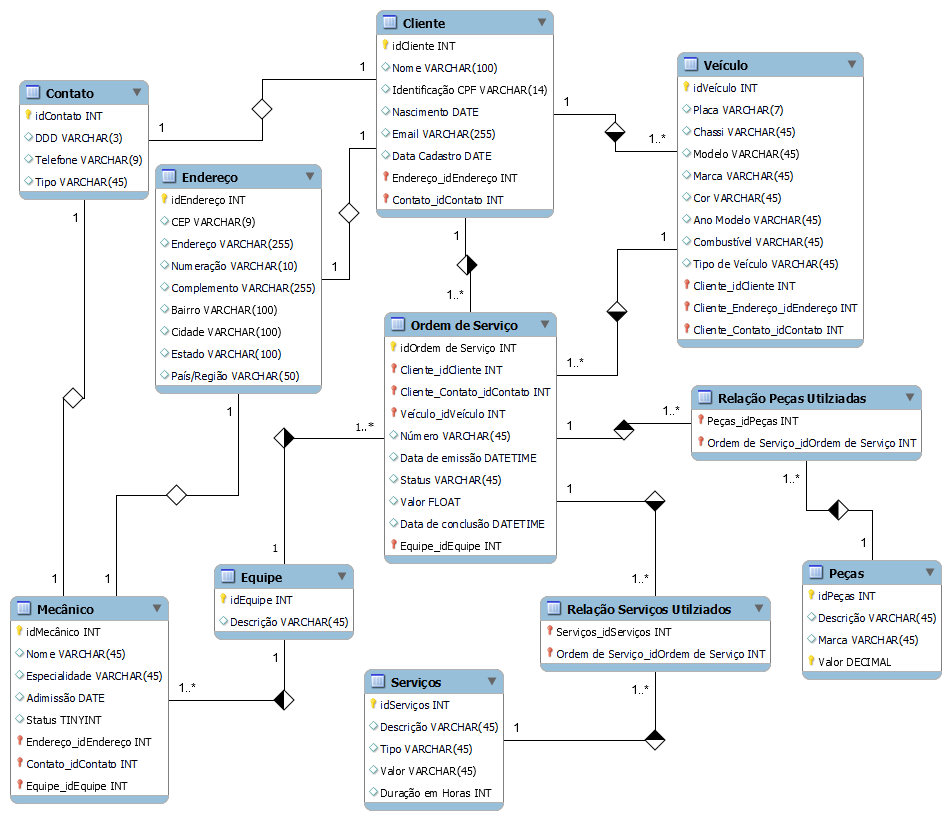 Cliente
idCliente INT
Nome VARCHAR(100)
Identificação CPF VARCHAR(14)
Nascimento DATE
Email VARCHAR(255)
Data Cadastro DATE
Endereço_idEndereço INT
Contato_idContato INT
Veículo
idVeículo INT
Placa VARCHAR(7)
Chassi VARCHAR(45)
Modelo VARCHAR(45)
Marca VARCHAR(45)
Cor VARCHAR(45)
Ano Modelo VARCHAR(45)
Combustível VARCHAR(45)
Tipo de Veículo VARCHAR(45)
Cliente_idCliente INT
Cliente_Endereço_idEndereço INT
Cliente_Contato_idContato INT
Contato
idContato INT
DDD VARCHAR(3)
Telefone VARCHAR(9)
Tipo VARCHAR(45)
Endereço
idEndereço INT
CEP VARCHAR(9)
Endereço VARCHAR(255)
Numeração VARCHAR(10)
Complemento VARCHAR(255)
Bairro VARCHAR(100)
Cidade VARCHAR(100)
Estado VARCHAR(100)
País/Região VARCHAR(50)
Ordem de Serviço
idOrdem de Serviço INT
Cliente_idCliente INT
Cliente_Contato_idContato INT
Veículo_idVeículo INT
Número VARCHAR(45)
Data de emissão DATETIME
Status VARCHAR(45)
Valor FLOAT
Data de conclusão DATETIME
Equipe_idEquipe INT
Relação Peças Utilziadas
Peças_idPeças INT
Ordem de Serviço_idOrdem de Serviço INT
Equipe
idEquipe INT
Descrição VARCHAR(45)
Peças
idPeças INT
Descrição VARCHAR(45)
Marca VARCHAR(45)
Valor DECIMAL
Mecânico
idMecânico INT
Nome VARCHAR(45)
Especialidade VARCHAR(45)
Admissão DATE
Status TINYINT
Endereço_idEndereço INT
Contato_idContato INT
Equipe_idEquipe INT
Relação Serviços Utilziados
Serviços_idServiços INT
Ordem de Serviço_idOrdem de Serviço INT
Serviços
idServiços INT
Descrição VARCHAR(45)
Tipo VARCHAR(45)
Valor VARCHAR(45)
Duração em Horas INT
1
1
1
1
1
1..*
1
1..*
1
1..*
1
1
1
1
1..*
1
1
1..*
1
1..*
1..*
1
1
1..*
1..*
1